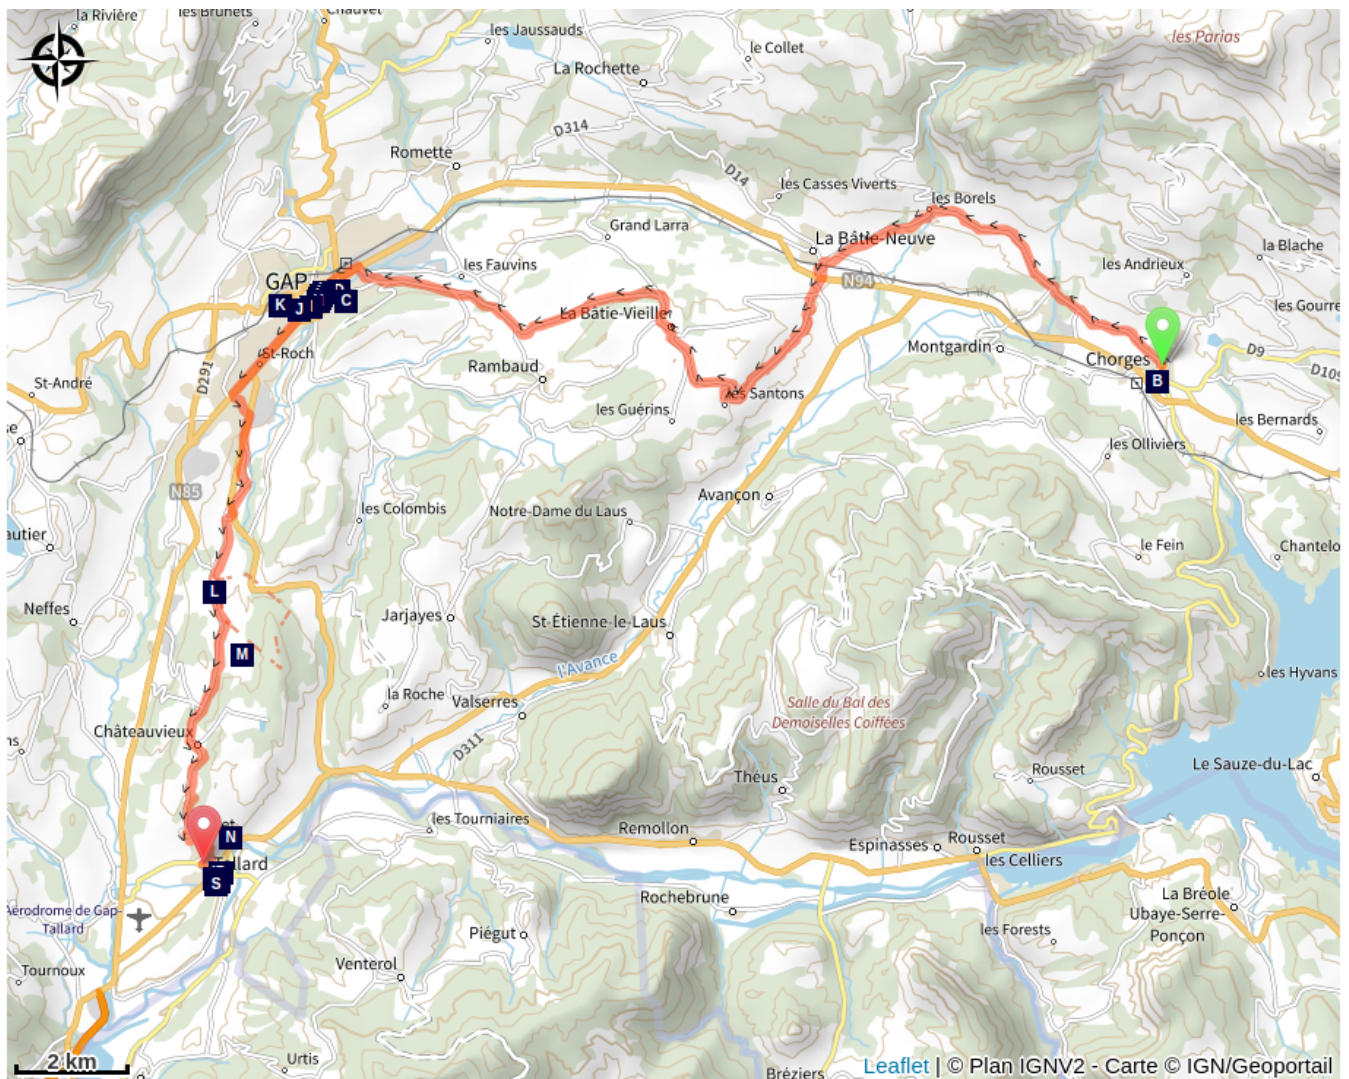 la Rivière
les Brunets
Chauvet
les Jaussauds
le Collet
les Parias
La Rochette
D314
Romette
D14
les Casses Viverts
les Borels
Grand Larra
La Bâtie-Neuve
la Blache
les Fauvins
les Andrieux
GAP
N94
K
J
C
les Gourre
La Bâtie-Vieille
St-Roch
Montgardin
Chorges
D9
Rambaud
D291
B
D109
St-André
les Santons
les Guérins
les Bernards
les Olliviers
N85
Avançon
les Colombis
Notre-Dame du Laus
autier
le Fein
Chantelo
L
Neffes
Jarjayes
St-Étienne-le-Laus
M
l'Avance
les Hyvans
la Roche
Valserres
Salle du Bal des
Demoiselles Coiffées
Châteauvieux
D311
Le Sauze-du-Lac
Théus
Rousset
les Tourniaires
N
Remollon
Espinasses
Rousset
Tallard
les Celliers
S
Rochebrune
La Bréole
Ubaye-Serre-
Ponçon
Aérodrome de Gap-
Tallard
Piégut
les Forests
Venterol
Tournoux
2 km
Urtis
Bréziers
Leaflet | © Plan IGNV2 - Carte © IGN/Geoportail